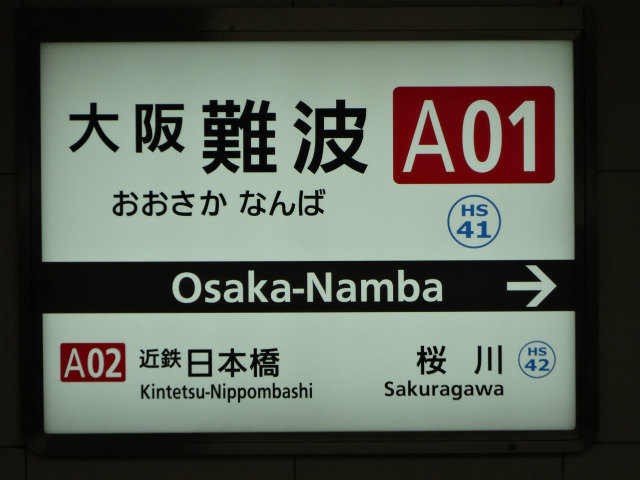 大阪難波 A01
おおさか なんば
HS
41
Osaka-Namba →
A02 近鉄日本橋
Kintetsu-Nippombashi
桜川 HS
42
Sakuragawa